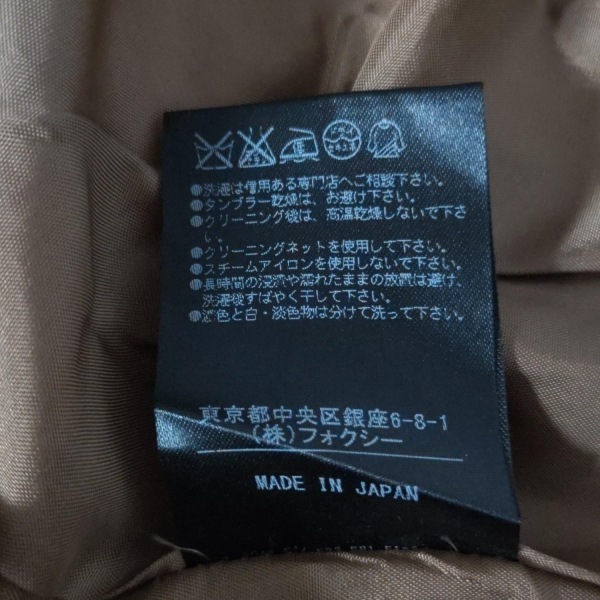 ●洗濯は信用ある専門店へご相談下さい。
●タンブラー乾燥は、お避け下さい。
●クリーニング後は、高温乾燥しないで下さ
い。
●クリーニングネットを使用して下さい。
●スチームアイロンを使用しないで下さい。
●長時間の浸漬や濡れたままの放置は避け、
洗濯後すばやく干して下さい。
●濃色と白・淡色物は分けて洗って下さい。
東京都中央区銀座6-8-1
(株)フォクシー
MADE IN JAPAN